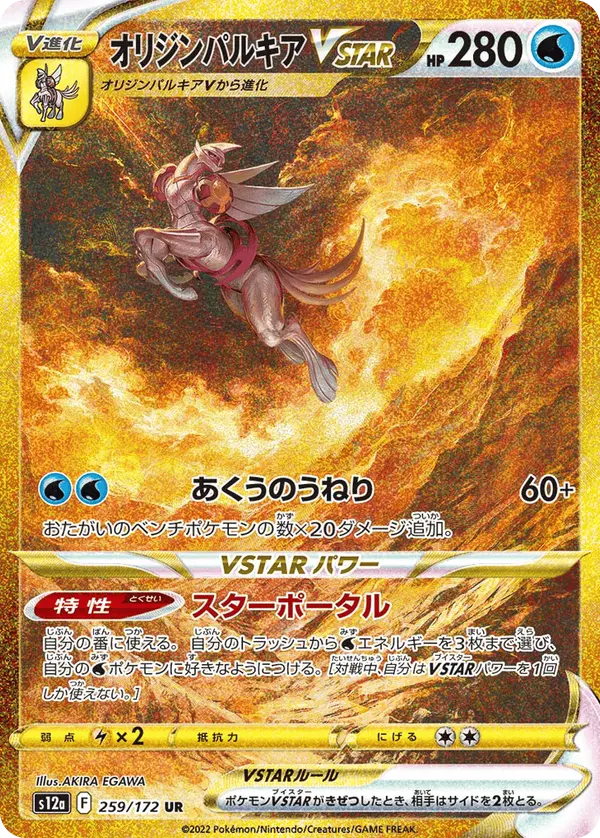 V進化
オリジンパルキア VSTAR
HP 280
オリジンパルキアVから進化
あくうのうねり 60+
おたがいのベンチポケモンの数×20ダメージ追加。
VSTARパワー
特性 スターポータル
自分の番に使える。自分のトラッシュからエネルギーを3枚まで選び、
自分のポケモンに好きなようにつける。[対戦中、自分はVSTARパワーを1回
しか使えない。]
弱点 ×2 抵抗力 にげる
Illus. AKIRA EGAWA
s12a F 259/172 UR
VSTARルール
ポケモンVSTARがきぜつしたとき、相手はサイドを2枚とる。
©2022 Pokémon/Nintendo/Creatures/GAME FREAK.